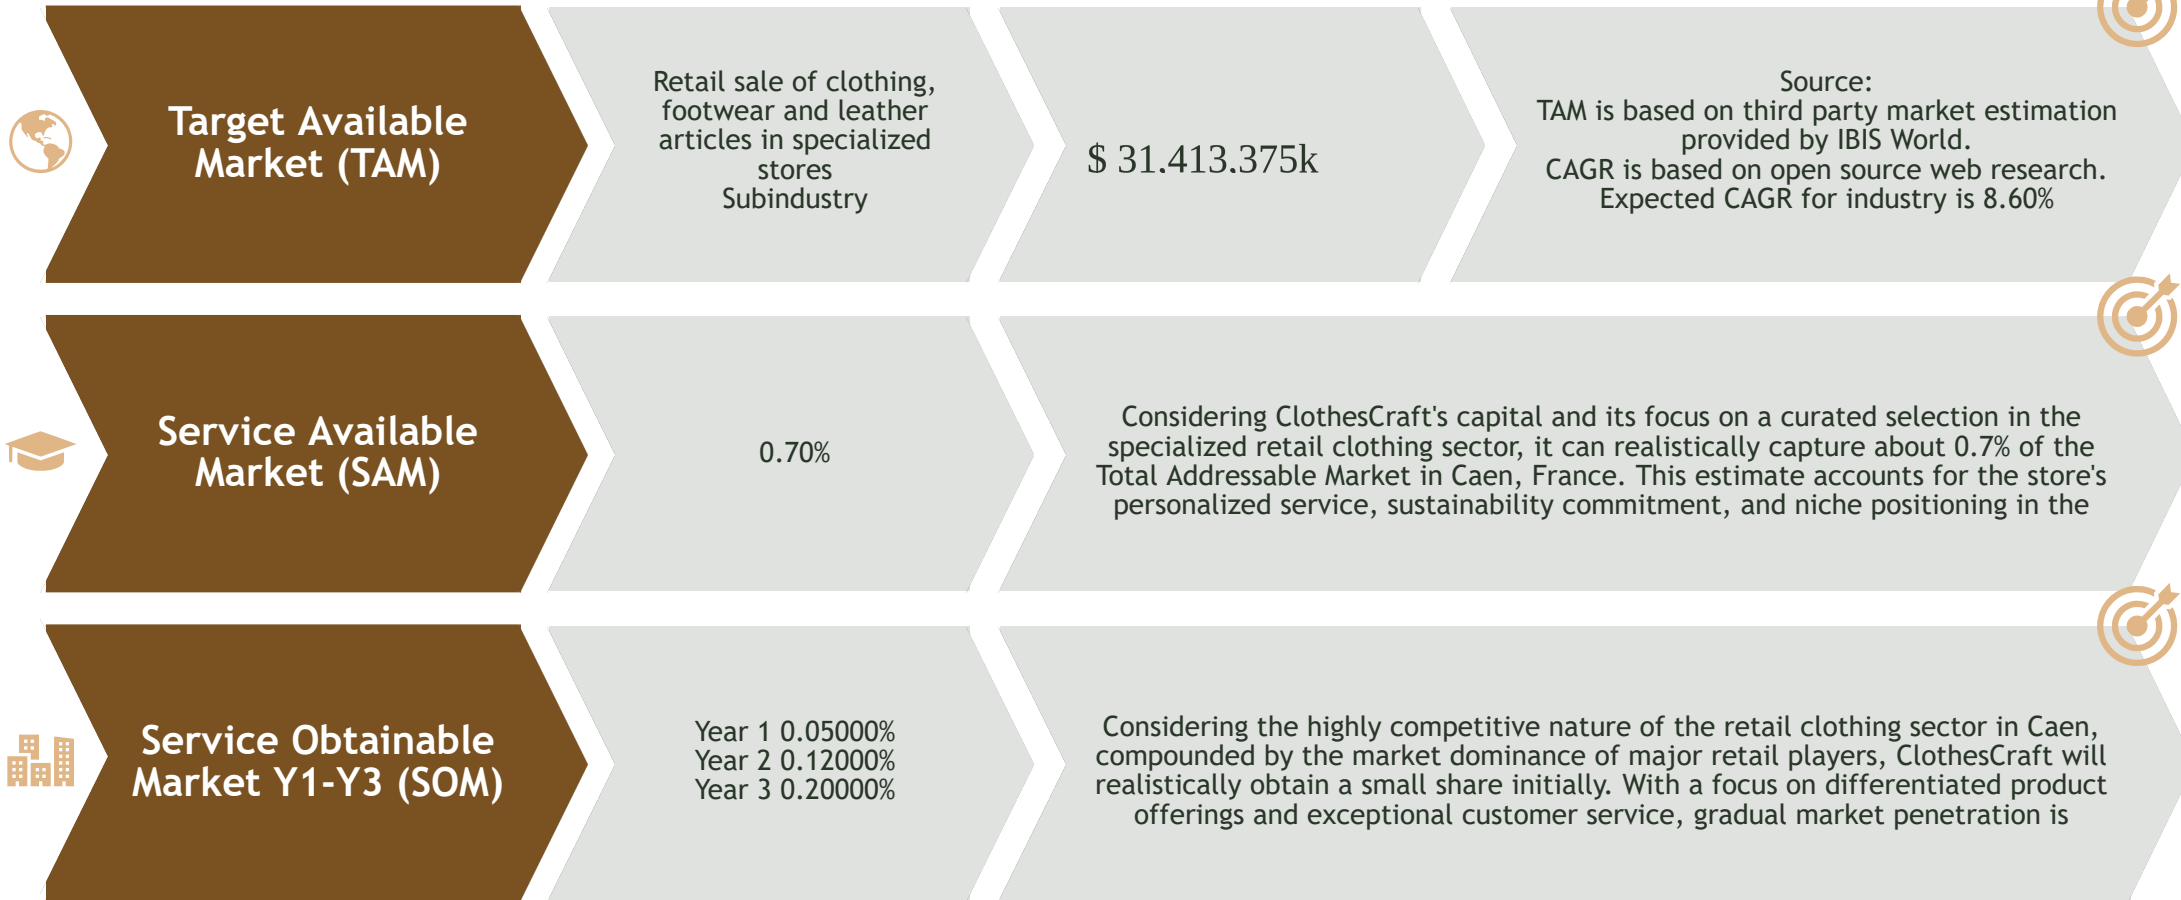 Target Available
Market (TAM)
Retail sale of clothing,
footwear and leather
articles in specialized
stores
Subindustry
$ 31.413.375k
Source:
TAM is based on third party market estimation
provided by IBIS World.
CAGR is based on open source web research.
Expected CAGR for industry is 8.60%
Service Available
Market (SAM)
0.70%
Considering ClothesCraft's capital and its focus on a curated selection in the
specialized retail clothing sector, it can realistically capture about 0.7% of the
Total Addressable Market in Caen, France. This estimate accounts for the store's
personalized service, sustainability commitment, and niche positioning in the
Service Obtainable
Market Y1-Y3 (SOM)
Year 1 0.05000%
Year 2 0.12000%
Year 3 0.20000%
Considering the highly competitive nature of the retail clothing sector in Caen,
compounded by the market dominance of major retail players, ClothesCraft will
realistically obtain a small share initially. With a focus on differentiated product
offerings and exceptional customer service, gradual market penetration is